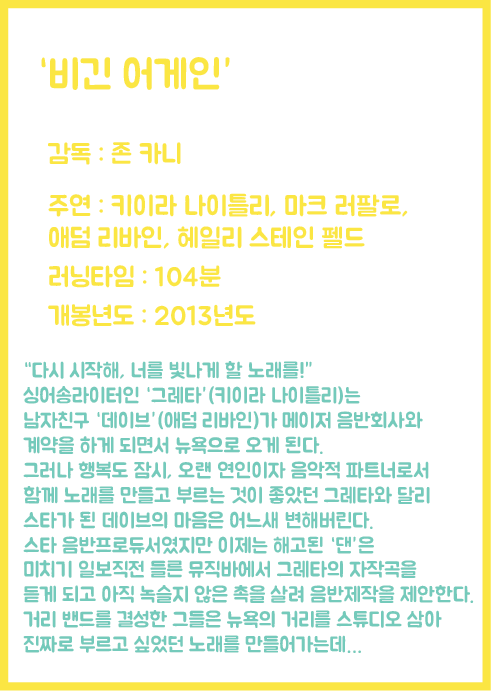 ‘비긴 어게인’
감독 : 존 카니
주연 : 키이라 나이틀리, 마크 러팔로,
애덤 리바인, 헤일리 스테인 펠드
러닝타임 : 104분
개봉년도 : 2013년도
"다시 시작해, 너를 빛나게 할 노래를!"
싱어송라이터인 ‘그레타’(키이라 나이틀리)는
남자친구 ‘데이브’(애덤 리바인)가 메이저 음반회사와
계약을 하게 되면서 뉴욕으로 오게 된다.
그러나 행복도 잠시, 오랜 연인이자 음악적 파트너로서
함께 노래를 만들고 부르는 것이 좋았던 그레타와 달리
스타가 된 데이브의 마음은 어느새 변해버린다.
스타 음반프로듀서였지만 이제는 해고된 ‘댄’은
미치기 일보직전 들른 뮤직바에서 그레타의 자작곡을
듣게 되고 아직 녹슬지 않은 촉을 살려 음반제작을 제안한다.
거리 밴드를 결성한 그들은 뉴욕의 거리를 스튜디오 삼아
진짜로 부르고 싶었던 노래를 만들어가는데...